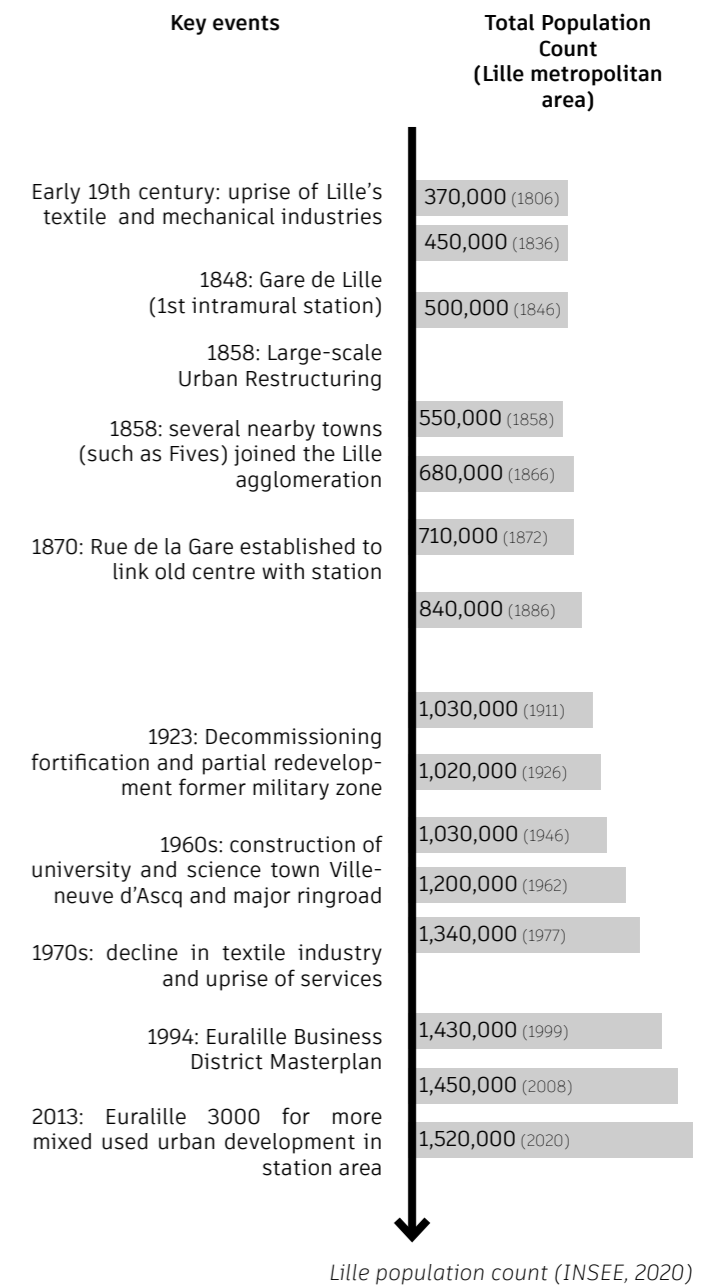 Key events
Total Population
Count
(Lille metropolitan
area)
Early 19th century: uprise of Lille's
textile and mechanical industries
370,000 (1806)
450,000 (1836)
1848: Gare de Lille
(1st intramural station)
500,000 (1846)
1858: Large-scale
Urban Restructuring
1858: several nearby towns
(such as Fives) joined the Lille
agglomeration
550,000 (1858)
680,000 (1866)
1870: Rue de la Gare established to
link old centre with station
710,000 (1872)
840,000 (1886)
1,030,000 (1911)
1923: Decommissioning
fortification and partial redevelop-
ment former military zone
1,020,000 (1926)
1960s: construction of
university and science town Ville-
neuve d'Ascq and major ringroad
1,030,000 (1946)
1,200,000 (1962)
1,340,000 (1977)
1970s: decline in textile industry
and uprise of services
1994: Euralille Business
District Masterplan
1,430,000 (1999)
1,450,000 (2008)
2013: Euralille 3000 for more
mixed used urban development in
station area
1,520,000 (2020)
Lille population count (INSEE, 2020)